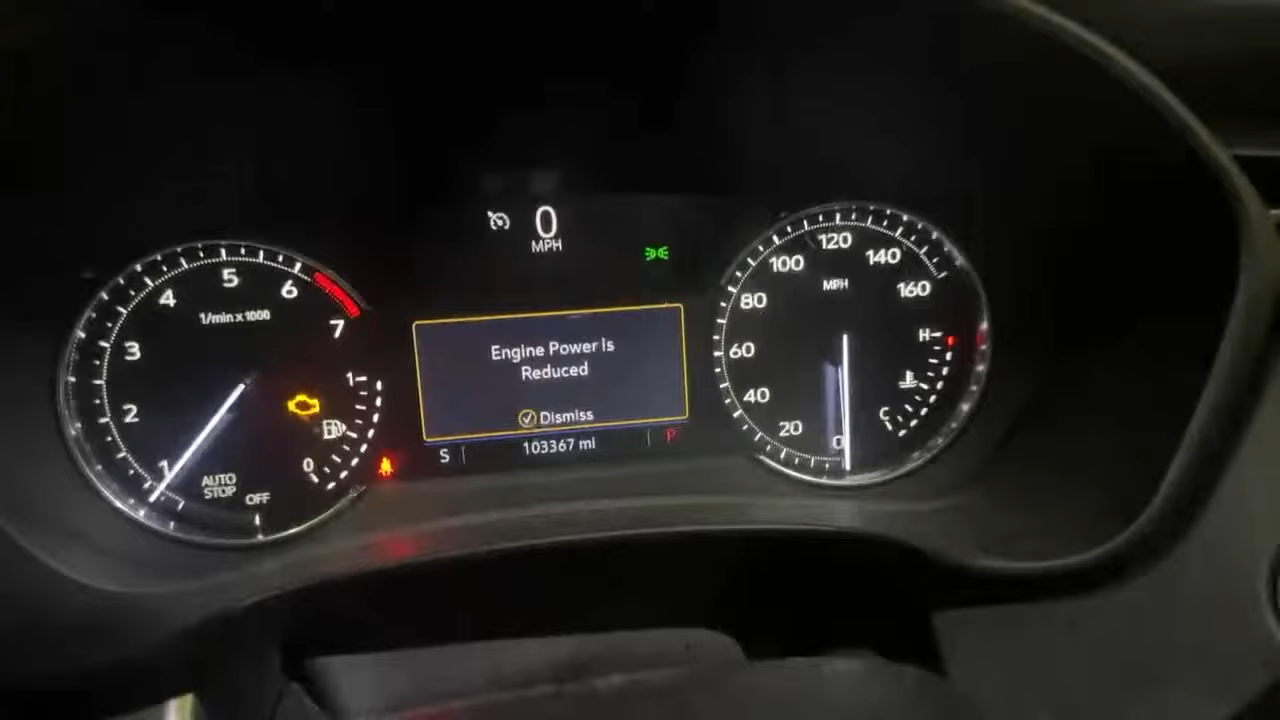 0
MPH
5
4
6
1/min x 1000
7
3
2
1
1
0
AUTO
STOP
OFF
Engine Power Is
Reduced
Dismiss
S
103367 mi
P
120
100
140
MPH
80
160
60
40
20
0
H
C